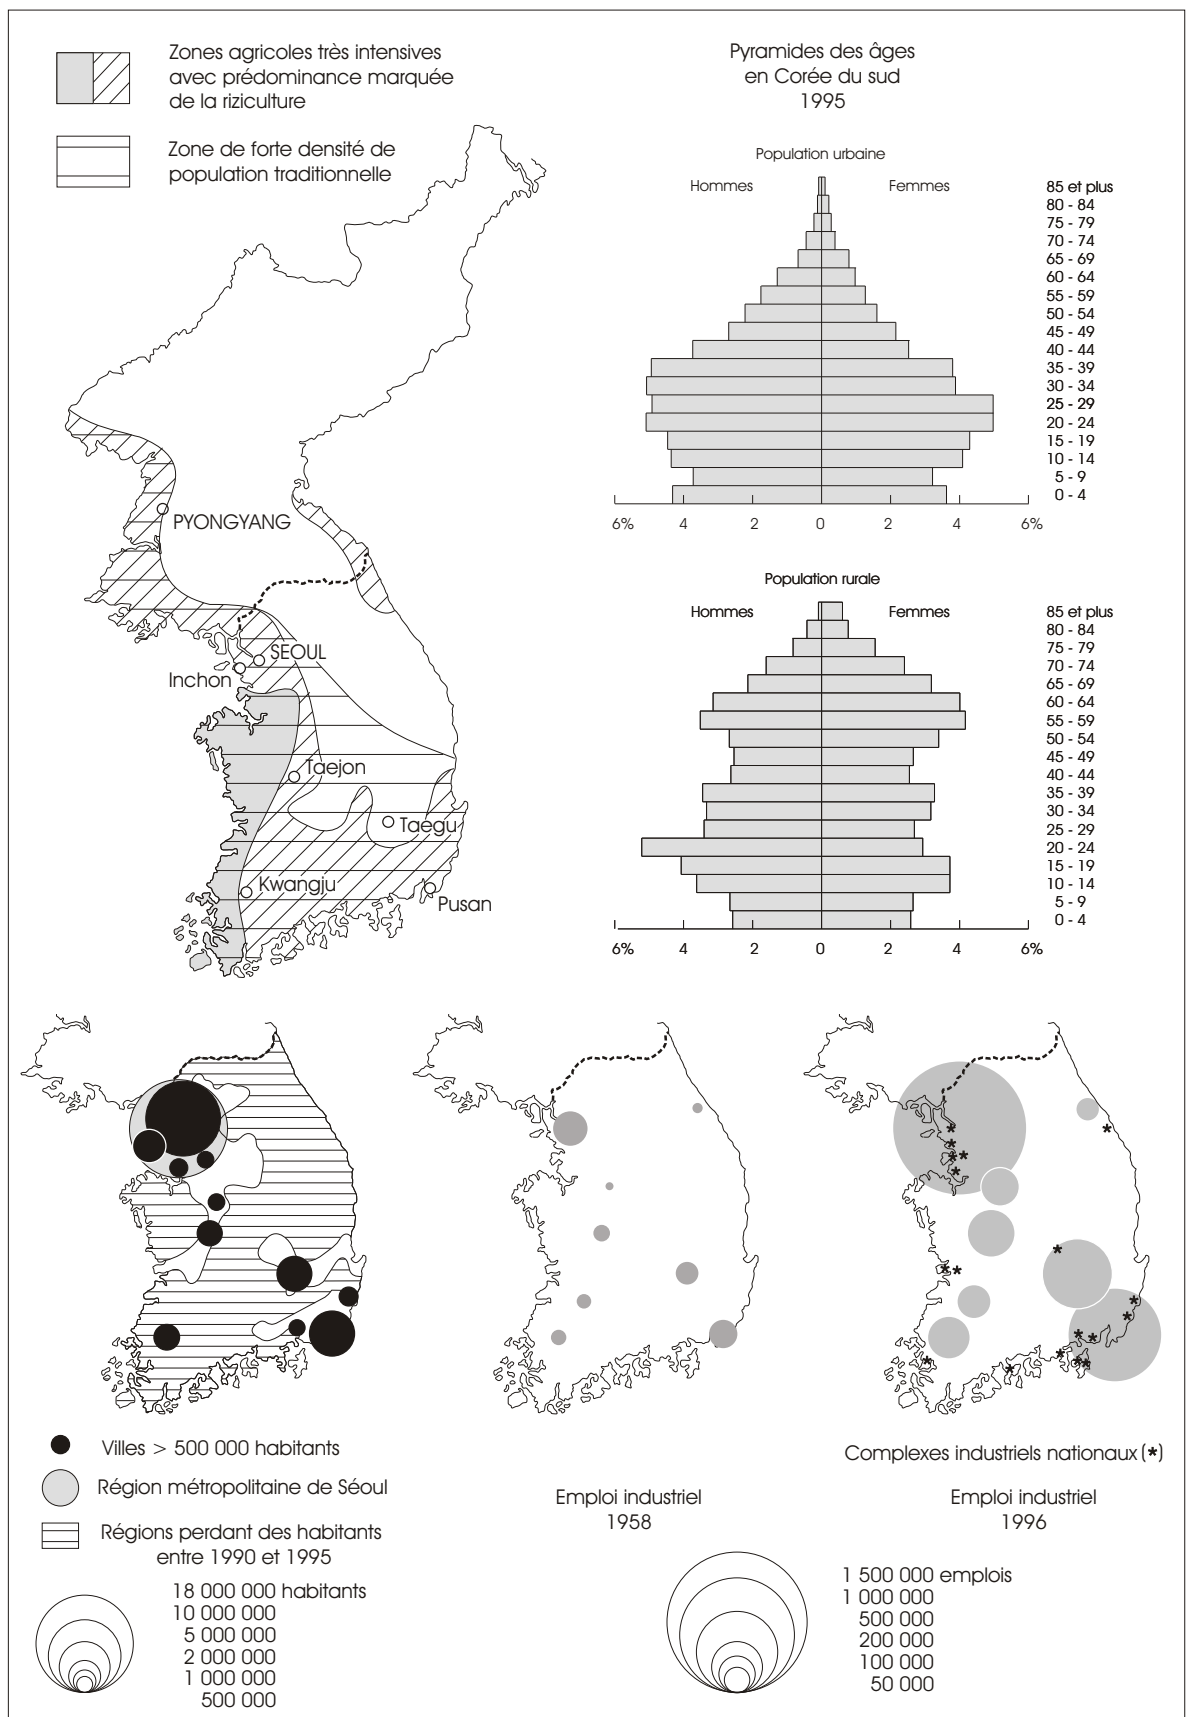 Zones agricoles très intensives
avec prédominance marquée
de la riziculture
Zone de forte densité de
population traditionnelle
PYONGYANG
SEOUL
Inchon
Taejon
Taegu
Kwangju
Pusan
Pyramides des âges
en Corée du sud
1995
Population urbaine
Hommes
Femmes
85 et plus
80 - 84
75 - 79
70 - 74
65 - 69
60 - 64
55 - 59
50 - 54
45 - 49
40 - 44
35 - 39
30 - 34
25 - 29
20 - 24
15 - 19
10 - 14
5 - 9
0 - 4
6% 4 2 0 2 4 6%
Population rurale
Hommes
Femmes
85 et plus
80 - 84
75 - 79
70 - 74
65 - 69
60 - 64
55 - 59
50 - 54
45 - 49
40 - 44
35 - 39
30 - 34
25 - 29
20 - 24
15 - 19
10 - 14
5 - 9
0 - 4
6% 4 2 0 2 4 6%
Villes > 500 000 habitants
Région métropolitaine de Séoul
Régions perdant des habitants
entre 1990 et 1995
18 000 000 habitants
10 000 000
5 000 000
2 000 000
1 000 000
500 000
Emploi industriel
1958
Complexes industriels nationaux (*)
Emploi industriel
1996
1 500 000 emplois
1 000 000
500 000
200 000
100 000
50 000